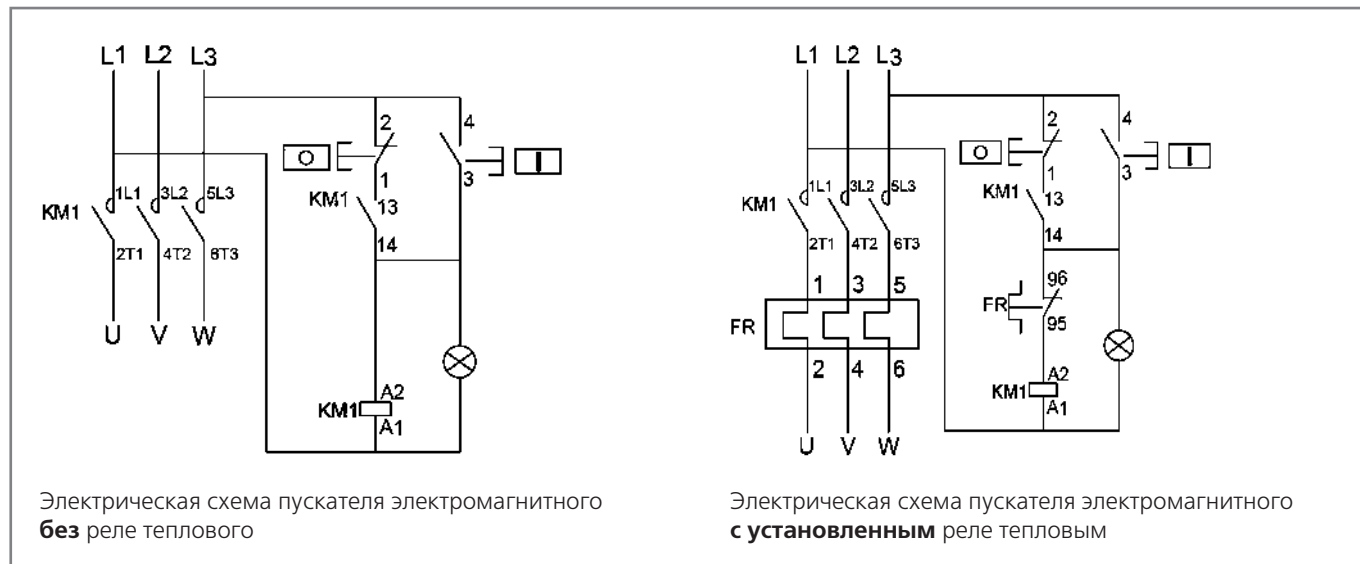 L1 L2 L3
2 4
O I
1 3
KM1 13
1L1 3L2 5L3
KM1
14
2T1 4T2 6T3
U V W
A2
KM1
A1
Электрическая схема пускателя электромагнитного
без реле теплового
L1 L2 L3
2 4
O I
1 3
KM1 13
1L1 3L2 5L3
KM1
14
2T1 4T2 6T3
1 3 5
96
FR FR
95
2 4 6
A2
KM1
A1
U V W
Электрическая схема пускателя электромагнитного
с установленным реле тепловым